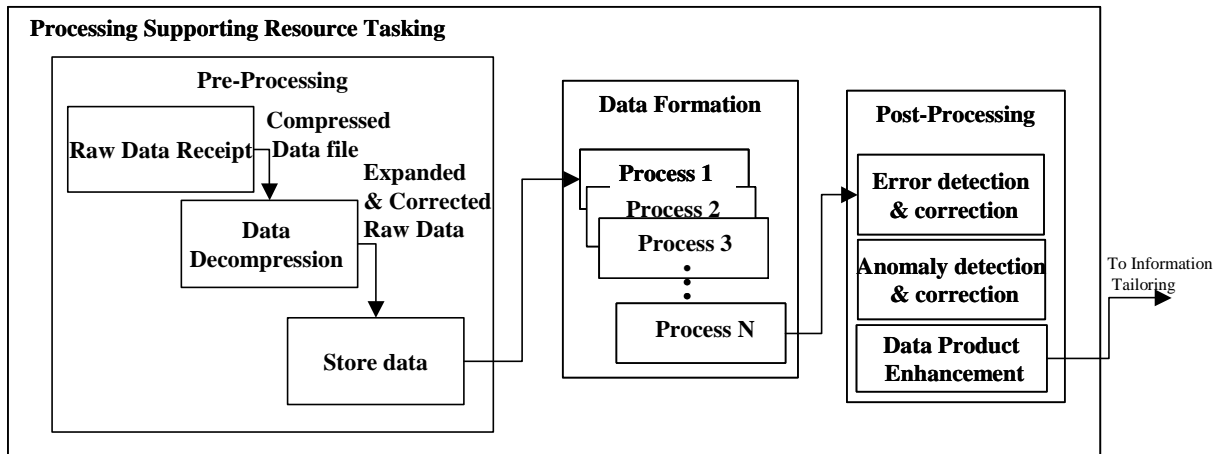 Processing Supporting Resource Tasking
Pre-Processing
Raw Data Receipt
Compressed
Data file
Data
Decompression
Expanded
& Corrected
Raw Data
Store data
Data Formation
Process 1
Process 2
Process 3
Process N
Post-Processing
Error detection
& correction
Anomaly detection
& correction
Data Product
Enhancement
To Information
Tailoring